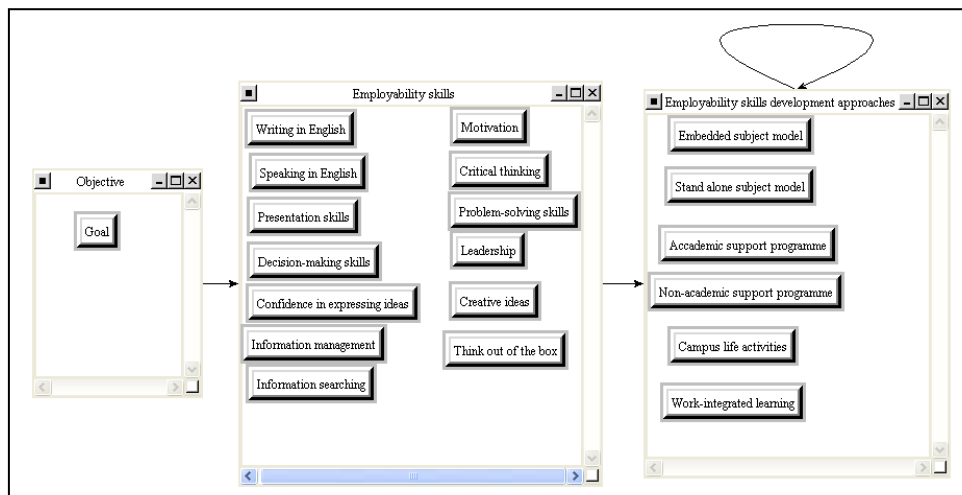 Objective
Goal
Employability skills
Writing in English
Speaking in English
Presentation skills
Decision-making skills
Confidence in expressing ideas
Information management
Information searching
Motivation
Critical thinking
Problem-solving skills
Leadership
Creative ideas
Think out of the box
Employability skills development approaches
Embedded subject model
Stand alone subject model
Accademic support programme
Non-academic support programme
Campus life activities
Work-integrated learning